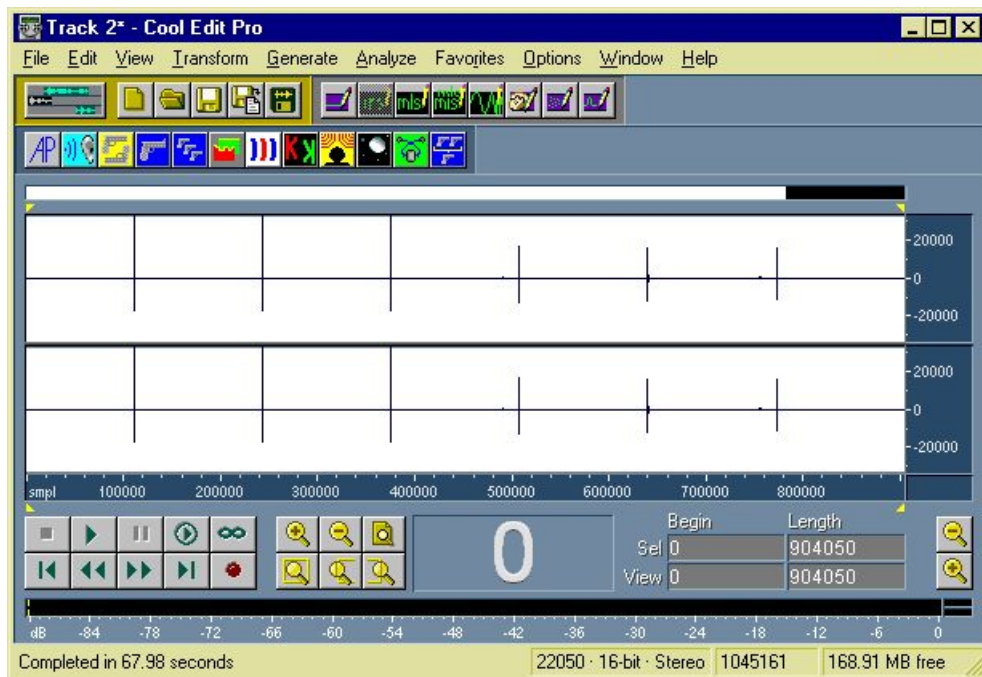 Track 2* - Cool Edit Pro
File Edit View Transform Generate Analyze Favorites Options Window Help
mls mls
AP
20000
0
-20000
20000
0
-20000
smpl 100000 200000 300000 400000 500000 600000 700000 800000
Begin Length
0
Sel 0 904050
View 0 904050
dB -84 -78 -72 -66 -60 -54 -48 -42 -36 -30 -24 -18 -12 -6 0
Completed in 67.98 seconds 22050 · 16-bit · Stereo 1045161 168.91 MB free